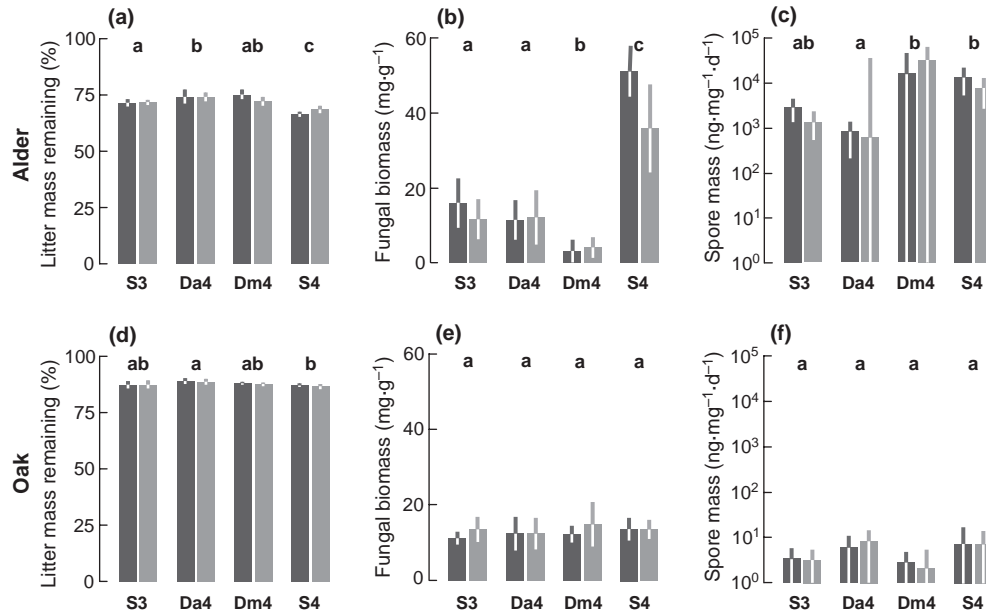 (a)
(b)
(c)
a b ab c
a a b c
ab a b b
Alder
Litter mass remaining (%)
100
75
50
25
0
S3 Da4 Dm4 S4
Fungal biomass (mg·g⁻¹)
60
40
20
0
S3 Da4 Dm4 S4
Spore mass (ng·mg⁻¹·d⁻¹)
10⁵
10⁴
10³
10²
10¹
10⁰
S3 Da4 Dm4 S4
(d)
(e)
(f)
ab a ab b
a a a a
a a a a
Oak
Litter mass remaining (%)
100
75
50
25
0
S3 Da4 Dm4 S4
Fungal biomass (mg·g⁻¹)
60
40
20
0
S3 Da4 Dm4 S4
Spore mass (ng·mg⁻¹·d⁻¹)
10⁵
10⁴
10³
10²
10¹
10⁰
S3 Da4 Dm4 S4